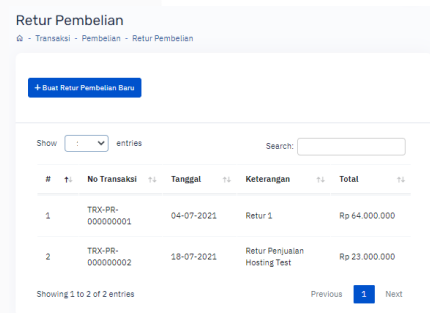 Retur Pembelian
- Transaksi - Pembelian - Retur Pembelian
+ Buat Retur Pembelian Baru
Show : entries Search:
# No Transaksi Tanggal Keterangan Total
1 TRX-PR-000000001 04-07-2021 Retur 1 Rp 64.000.000
2 TRX-PR-000000002 18-07-2021 Retur Penjualan Hosting Test Rp 23.000.000
Showing 1 to 2 of 2 entries Previous 1 Next